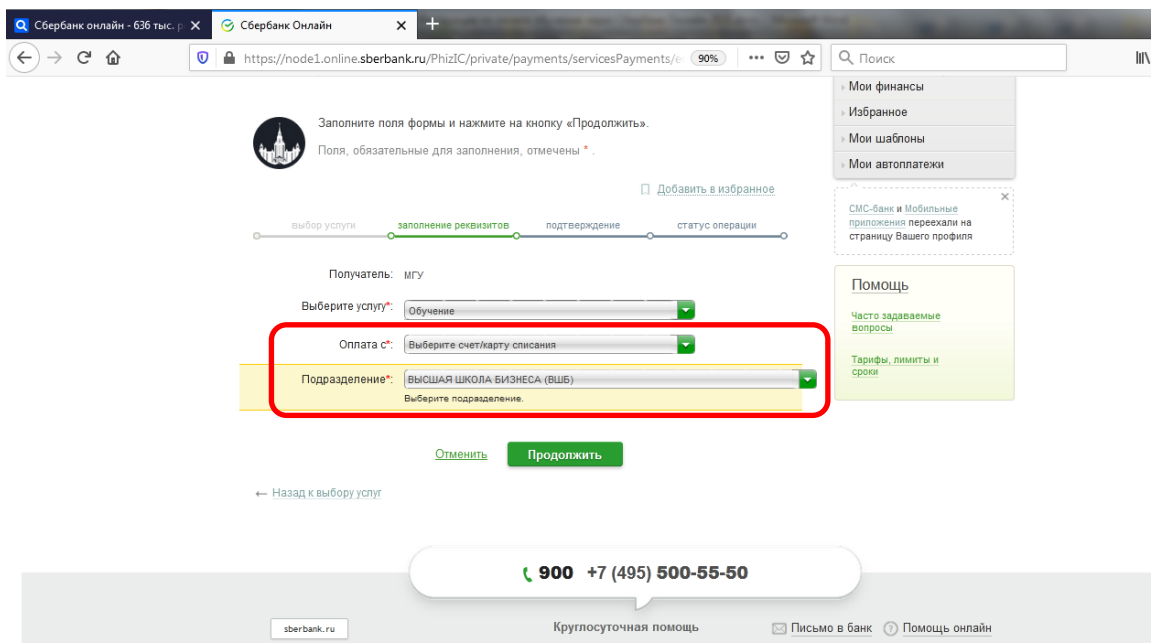 Сбербанк онлайн - 636 тыс. р
Сбербанк Онлайн
https://node1.online.sberbank.ru/PhizIC/private/payments/servicesPayments/e
90%
Поиск
Мои финансы
Избранное
Мои шаблоны
Мои автоплатежи
Заполните поля формы и нажмите на кнопку «Продолжить».
Поля, обязательные для заполнения, отмечены * .
Добавить в избранное
СМС-банк и Мобильные
приложения переехали на
страницу Вашего профиля
выбор услуги
заполнение реквизитов
подтверждение
статус операции
Получатель: МГУ
Выберите услугу*: Обучение
Оплата с*: Выберите счет/карту списания
Подразделение*: ВЫСШАЯ ШКОЛА БИЗНЕСА (ВШБ)
Выберите подразделение.
Помощь
Часто задаваемые
вопросы
Тарифы, лимиты и
сроки
Отменить
Продолжить
← Назад к выбору услуг
900 +7 (495) 500-55-50
sberbank.ru
Круглосуточная помощь
Письмо в банк
Помощь онлайн